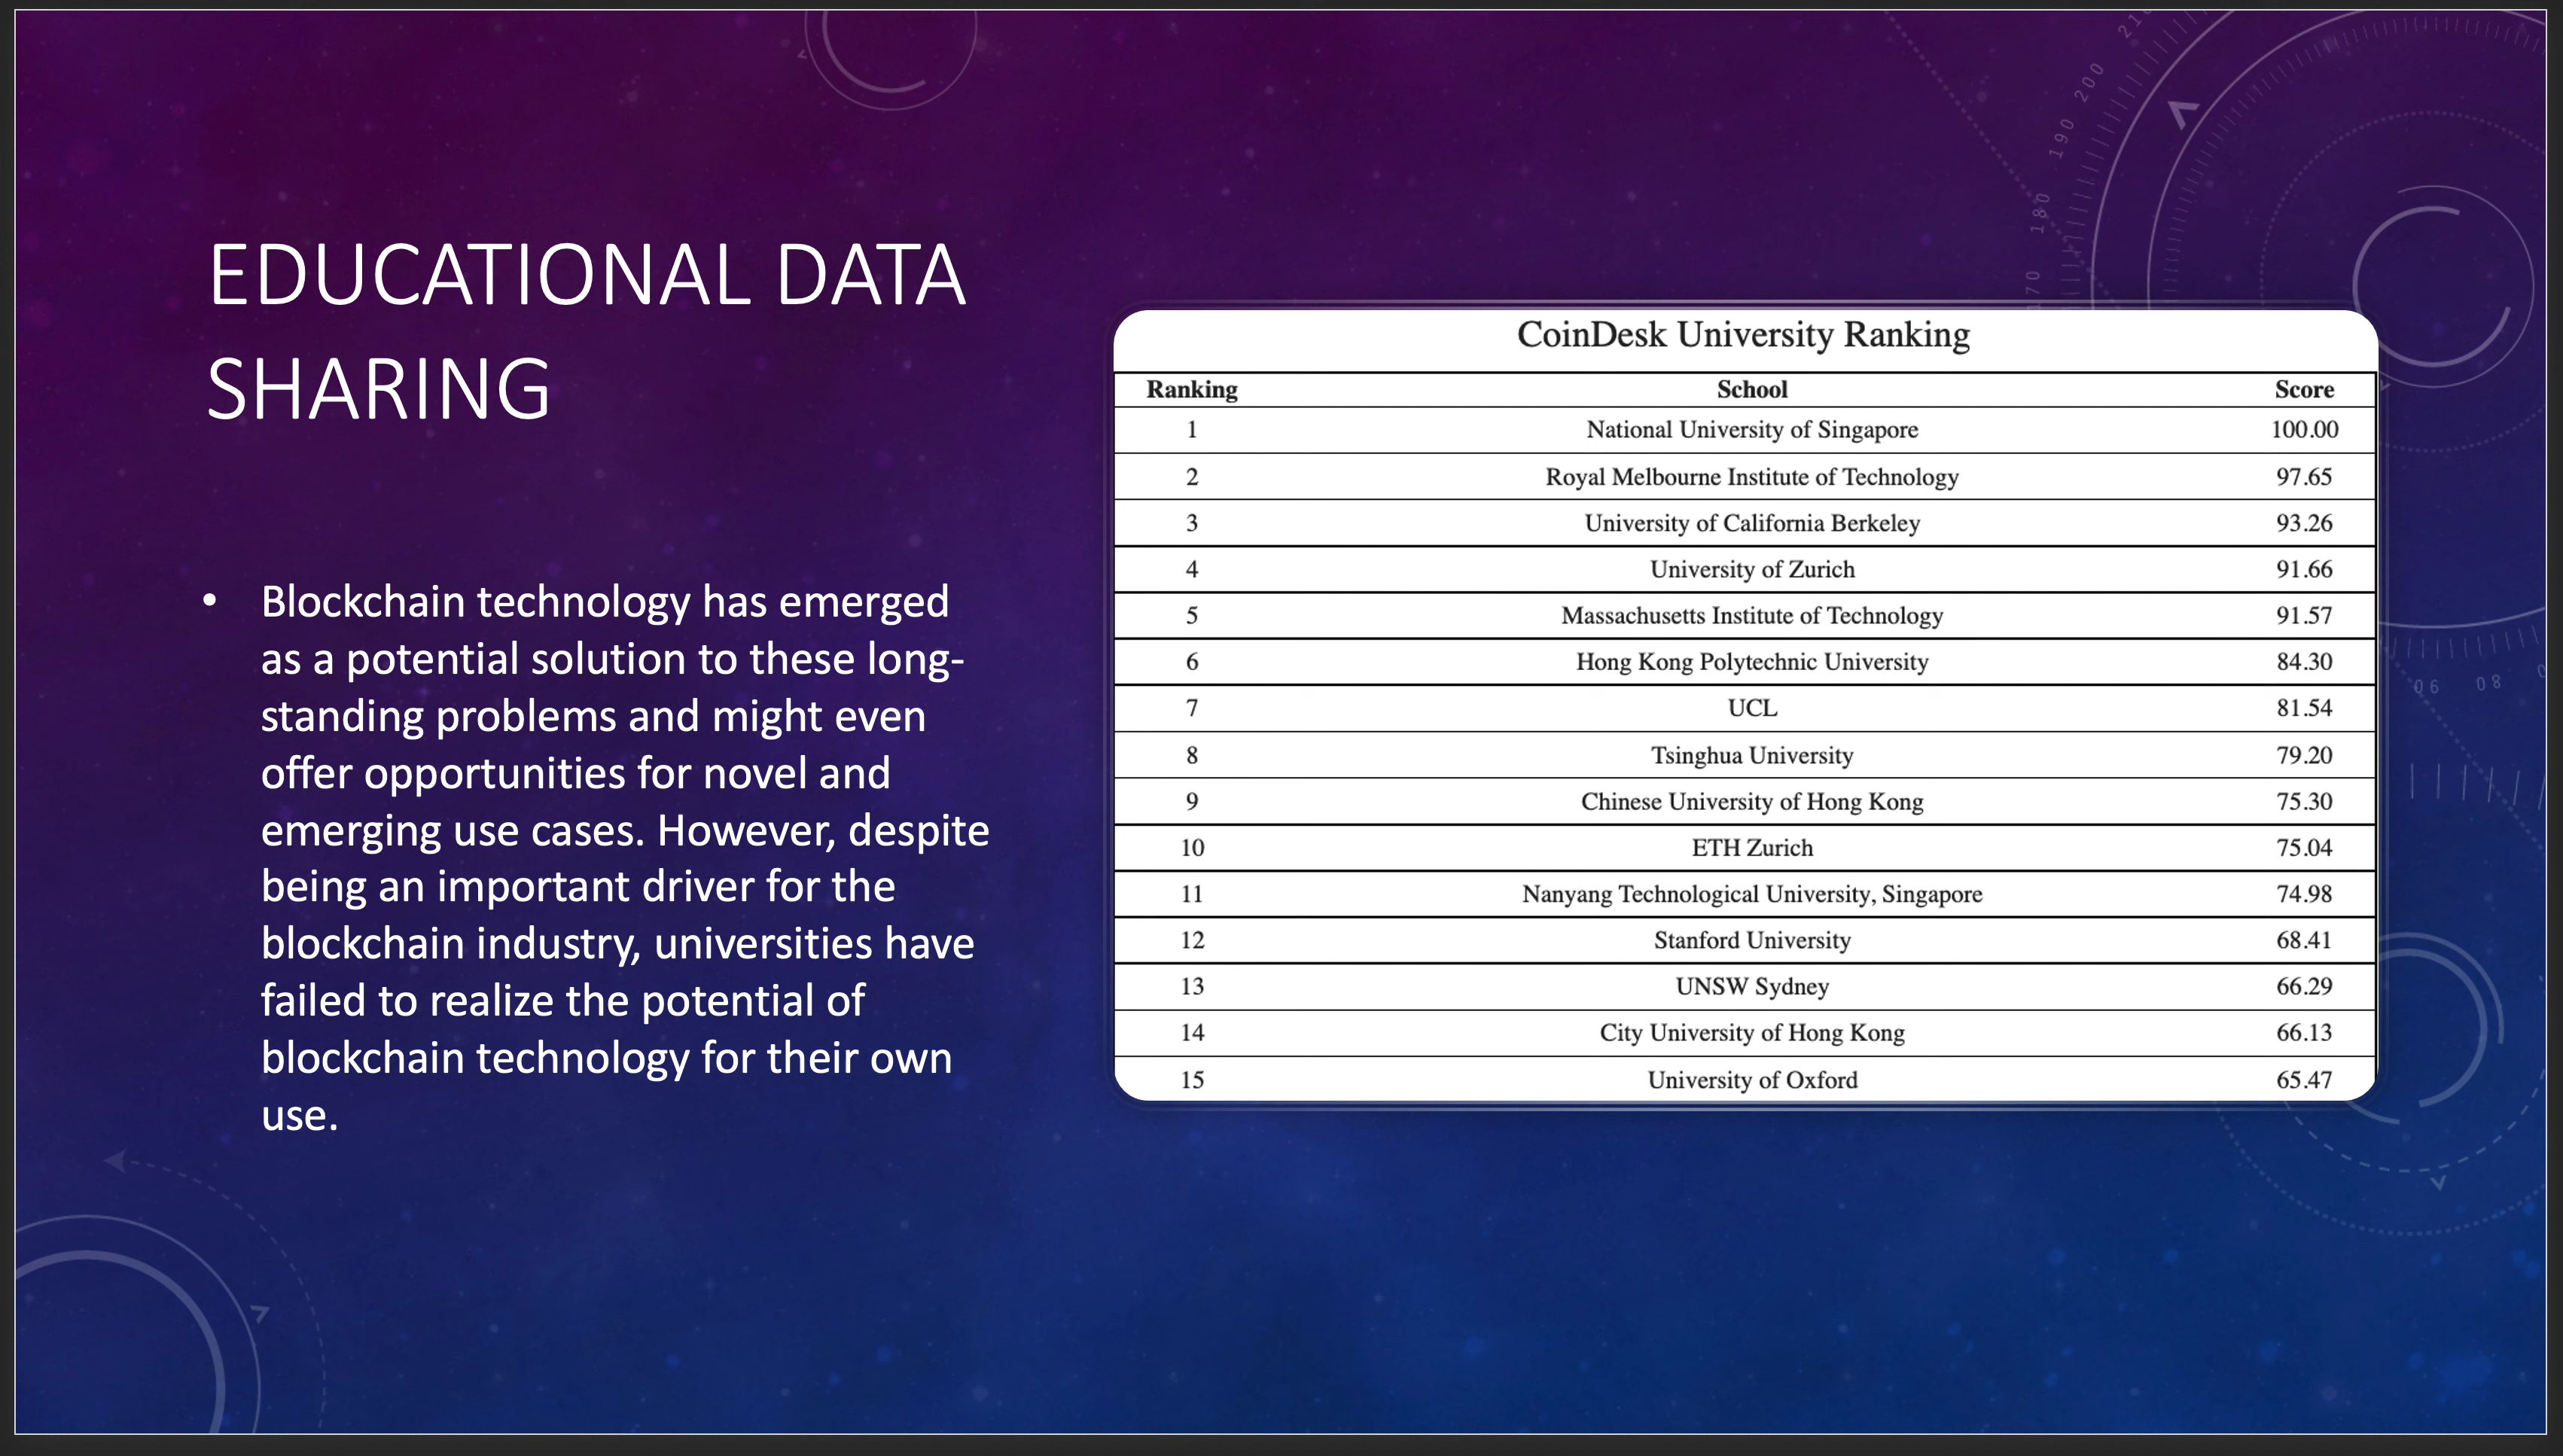 EDUCATIONAL DATA
SHARING
• Blockchain technology has emerged
as a potential solution to these long-
standing problems and might even
offer opportunities for novel and
emerging use cases. However, despite
being an important driver for the
blockchain industry, universities have
failed to realize the potential of
blockchain technology for their own
use.
CoinDesk University Ranking
Ranking School Score
1 National University of Singapore 100.00
2 Royal Melbourne Institute of Technology 97.65
3 University of California Berkeley 93.26
4 University of Zurich 91.66
5 Massachusetts Institute of Technology 91.57
6 Hong Kong Polytechnic University 84.30
7 UCL 81.54
8 Tsinghua University 79.20
9 Chinese University of Hong Kong 75.30
10 ETH Zurich 75.04
11 Nanyang Technological University, Singapore 74.98
12 Stanford University 68.41
13 UNSW Sydney 66.29
14 City University of Hong Kong 66.13
15 University of Oxford 65.47
200
190
180
170